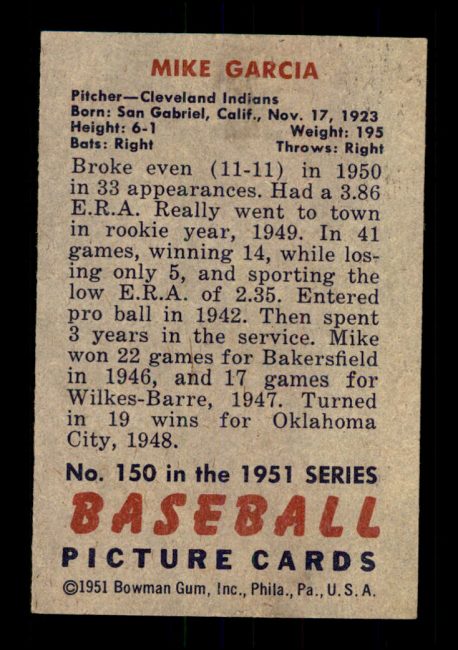 MIKE GARCIA
Pitcher—Cleveland Indians
Born: San Gabriel, Calif., Nov. 17, 1923
Height: 6-1 Weight: 195
Bats: Right Throws: Right
Broke even (11-11) in 1950
in 33 appearances. Had a 3.86
E.R.A. Really went to town
in rookie year, 1949. In 41
games, winning 14, while los-
ing only 5, and sporting the
low E.R.A. of 2.35. Entered
pro ball in 1942. Then spent
3 years in the service. Mike
won 22 games for Bakersfield
in 1946, and 17 games for
Wilkes-Barre, 1947. Turned
in 19 wins for Oklahoma
City, 1948.
No. 150 in the 1951 SERIES
BASEBALL
PICTURE CARDS
©1951 Bowman Gum, Inc., Phila., Pa., U.S.A.